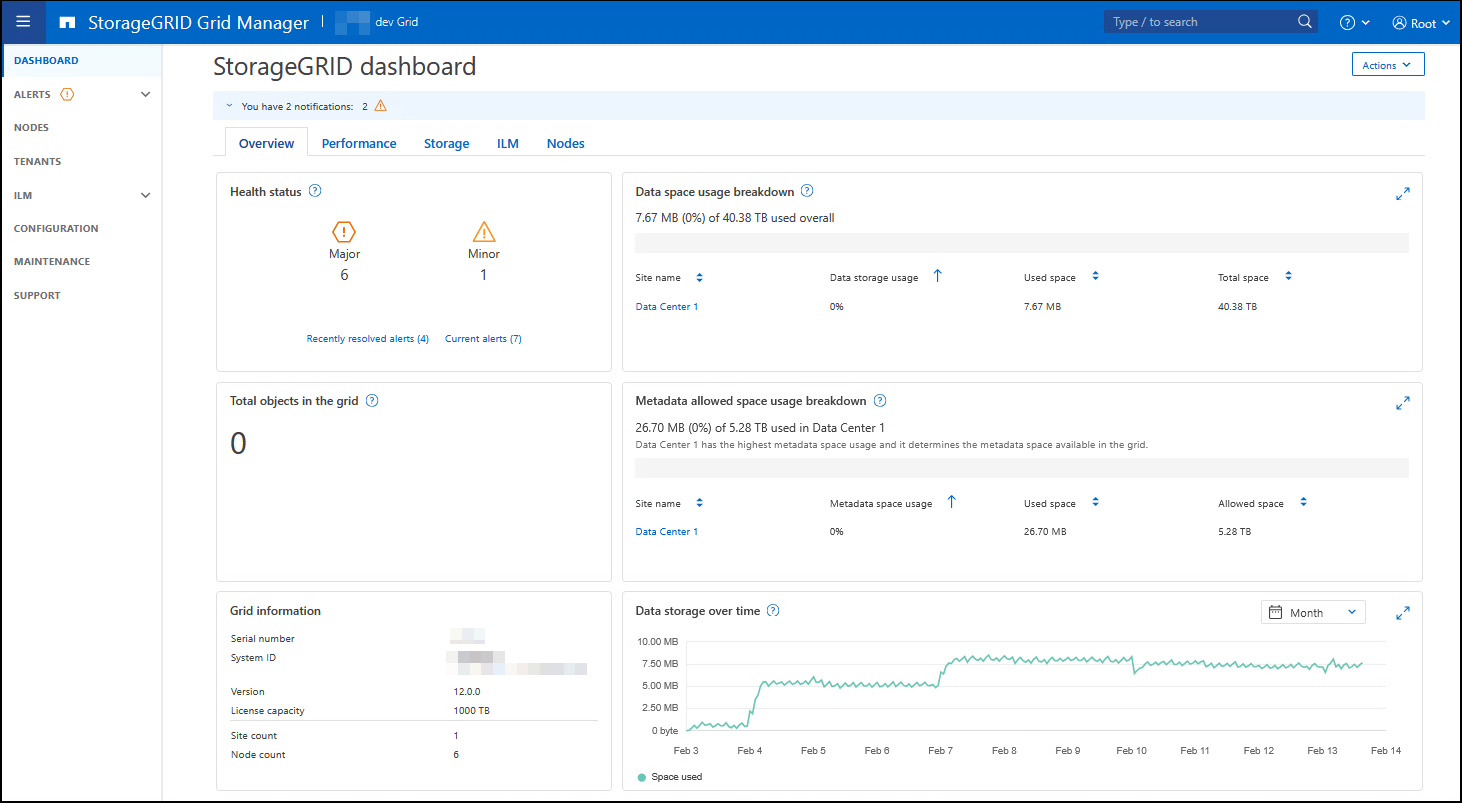 StorageGRID Grid Manager | dev Grid Type / to search Root
DASHBOARD
ALERTS
NODES
TENANTS
ILM
CONFIGURATION
MAINTENANCE
SUPPORT
StorageGRID dashboard
Actions
You have 2 notifications: 2
Overview Performance Storage ILM Nodes
Health status
Major
6
Minor
1
Recently resolved alerts (4) Current alerts (7)
Data space usage breakdown
7.67 MB (0%) of 40.38 TB used overall
Site name Data storage usage Used space Total space
Data Center 1 0% 7.67 MB 40.38 TB
Total objects in the grid
0
Metadata allowed space usage breakdown
26.70 MB (0%) of 5.28 TB used in Data Center 1
Data Center 1 has the highest metadata space usage and it determines the metadata space available in the grid.
Site name Metadata space usage Used space Allowed space
Data Center 1 0% 26.70 MB 5.28 TB
Grid information
Serial number
System ID
Version 12.0.0
License capacity 1000 TB
Site count 1
Node count 6
Data storage over time
Month
10.00 MB
7.50 MB
5.00 MB
2.50 MB
0 byte
Feb 3 Feb 4 Feb 5 Feb 6 Feb 7 Feb 8 Feb 9 Feb 10 Feb 11 Feb 12 Feb 13 Feb 14
Space used